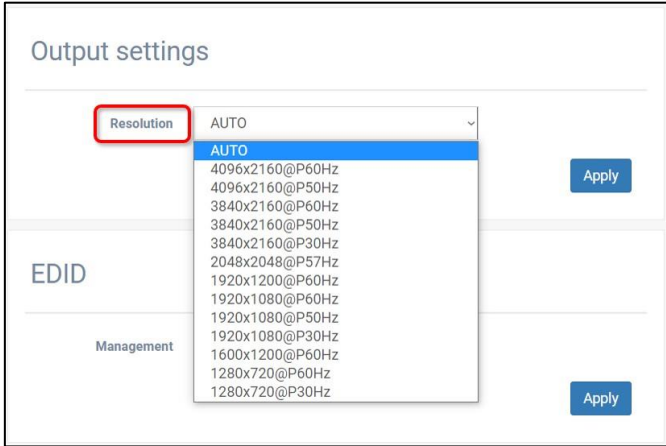 Output settings
Resolution AUTO
AUTO
4096x2160@P60Hz
4096x2160@P50Hz
3840x2160@P60Hz
3840x2160@P50Hz
3840x2160@P30Hz
2048x2048@P57Hz
1920x1200@P60Hz
1920x1080@P60Hz
1920x1080@P50Hz
1920x1080@P30Hz
1600x1200@P60Hz
1280x720@P60Hz
1280x720@P30Hz
Apply
EDID
Management
Apply